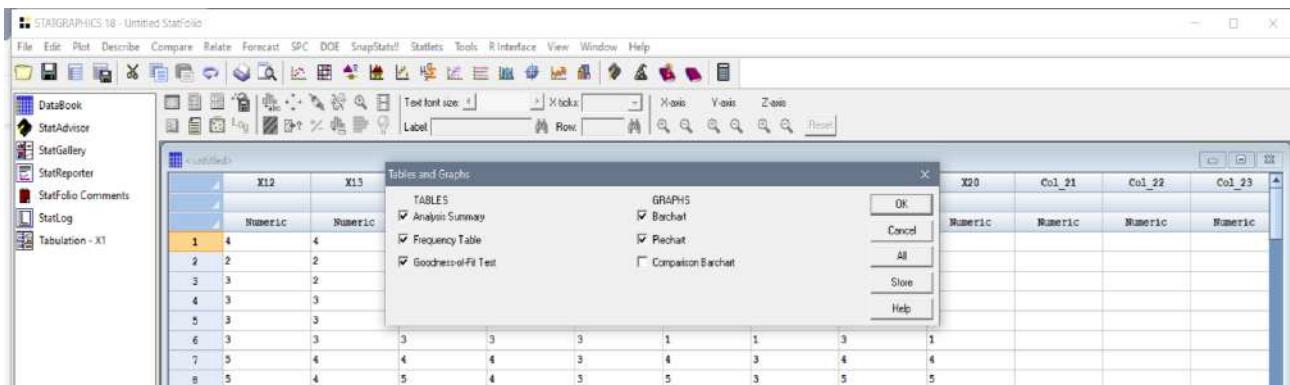 STATGRAPHICS 18 - Untitled StatFolio
File Edit Plot Describe Compare Relate Forecast SPC DOE SnapStats!! Statlets Tools R Interface View Window Help
DataBook
StatAdvisor
StatGallery
StatReporter
StatFolio Comments
StatLog
Tabulation - X1
Text font size: X ticks: X-axis Y-axis Z-axis
Log Label: Row: Reset
<untitled>
X12 X13 X20 Col_21 Col_22 Col_23
Numeric Numeric Numeric Numeric Numeric Numeric
Tables and Graphs
TABLES
Analysis Summary
Frequency Table
Goodness-of-Fit Test
GRAPHS
Barchart
Piechart
Comparison Barchart
OK
Cancel
All
Store
Help
1 4 4
2 2 2
3 3 2
4 3 3
5 3 3
6 3 3 3 3 3 1 1 3 1
7 5 4 4 4 3 4 3 4 4
8 5 4 5 4 3 5 3 5 5